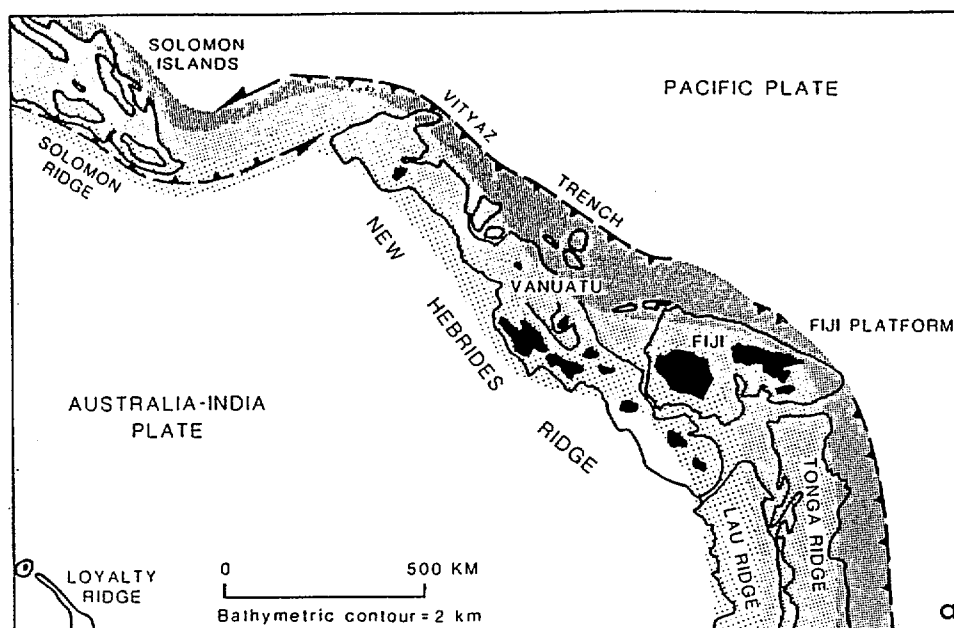 SOLOMON
ISLANDS
PACIFIC PLATE
VITYAZ
TRENCH
SOLOMON
RIDGE
NEW
HEBRIDES
RIDGE
VANUATU
FIJI
FIJI PLATFORM
AUSTRALIA-INDIA
PLATE
TONGA RIDGE
LAU RIDGE
LOYALTY
RIDGE
0 500 KM
Bathymetric contour = 2 km
a